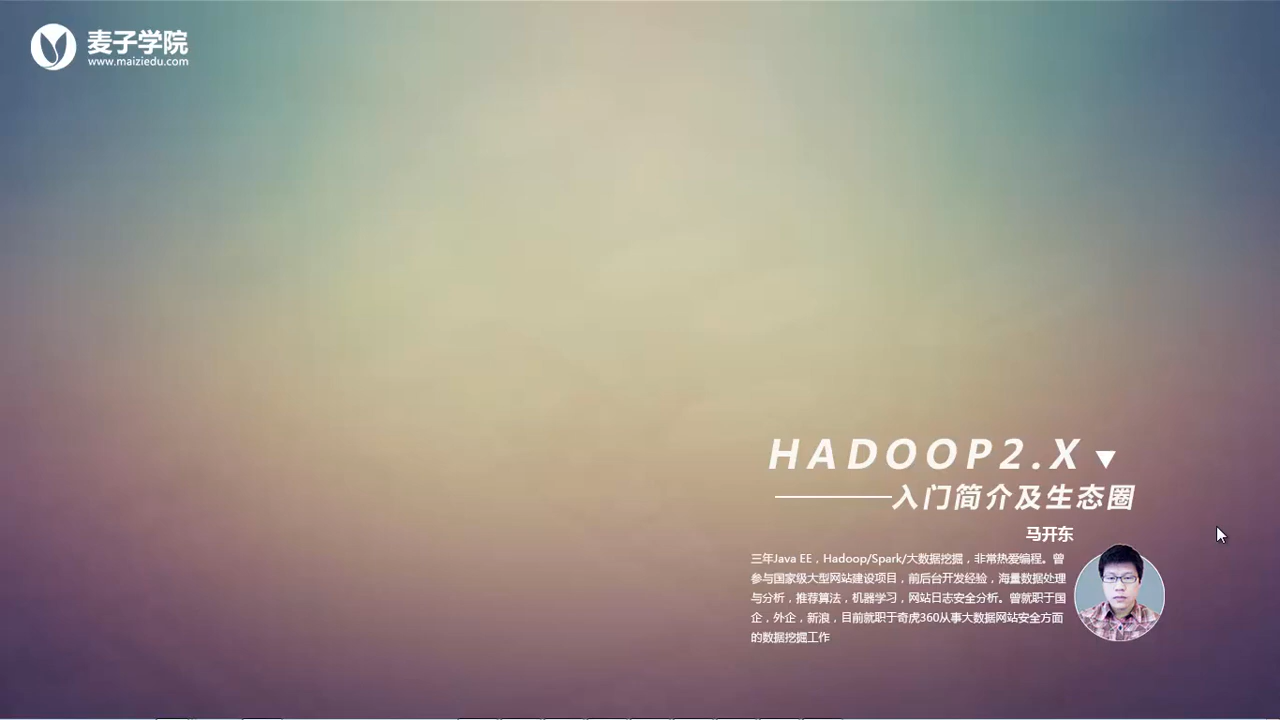 麦子学院
www.maiziedu.com
HADOOP2.X
入门简介及生态圈
马开东
三年Java EE，Hadoop/Spark/大数据挖掘，非常热爱编程。曾
参与国家级大型网站建设项目，前后台开发经验，海量数据处理
与分析，推荐算法，机器学习，网站日志安全分析。曾就职于国
企，外企，新浪，目前就职于奇虎360从事大数据网站安全方面
的数据挖掘工作